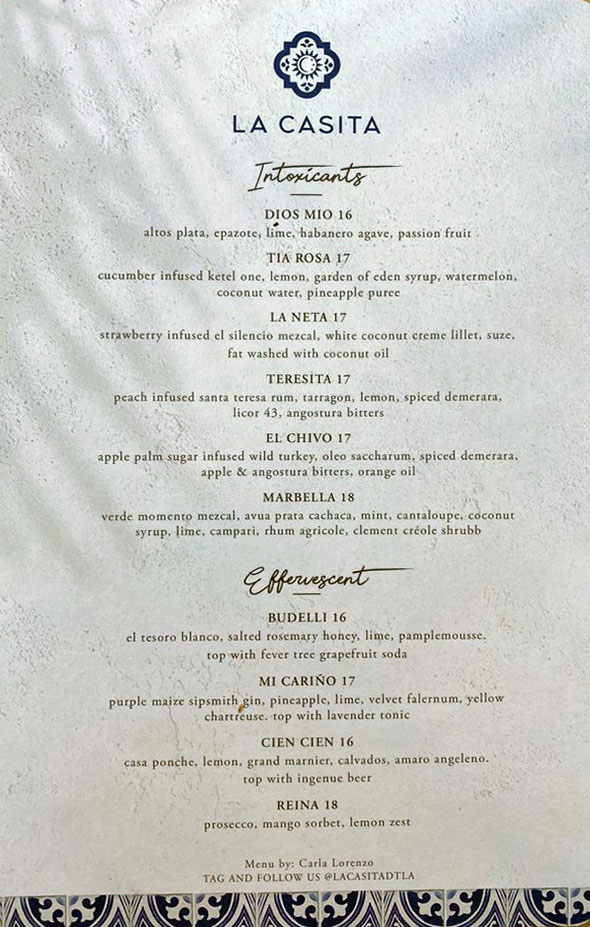 LA CASITA
Intoxicants
DIOS MIO 16
altos plata, epazote, lime, habanero agave, passion fruit
TIA ROSA 17
cucumber infused ketel one, lemon, garden of eden syrup, watermelon,
coconut water, pineapple puree
LA NETA 17
strawberry infused el silencio mezcal, white coconut creme lillet, suze,
fat washed with coconut oil
TERESITA 17
peach infused santa teresa rum, tarragon, lemon, spiced demerara,
licor 43, angostura bitters
EL CHIVO 17
apple palm sugar infused wild turkey, oleo saccharum, spiced demerara,
apple & angostura bitters, orange oil
MARBELLA 18
verde momento mezcal, avua prata cachaca, mint, cantaloupe, coconut
syrup, lime, campari, rhum agricole, clement créole shrubb
Effervescent
BUDELLI 16
el tesoro blanco, salted rosemary honey, lime, pamplemousse.
top with fever tree grapefruit soda
MI CARIÑO 17
purple maize sipsmith gin, pineapple, lime, velvet falernum, yellow
chartreuse. top with lavender tonic
CIEN CIEN 16
casa ponche, lemon, grand marnier, calvados, amaro angeleno.
top with ingenue beer
REINA 18
prosecco, mango sorbet, lemon zest
Menu by: Carla Lorenzo
TAG AND FOLLOW US @LACASITADTLA